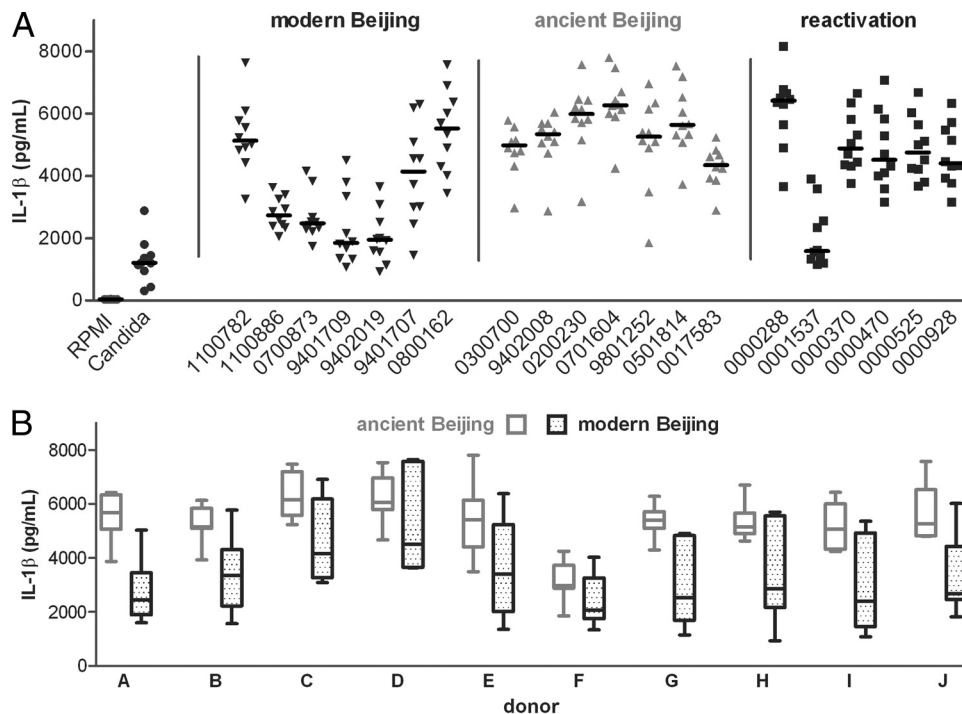 A
modern Beijing ancient Beijing reactivation
IL-1β (pg/mL)
8000
6000
4000
2000
0
RPMI Candida 1100782 1100886 0700873 9401709 9402019 9401707 0800162 0300700 9402008 0200230 0701604 9801252 0501814 0017583 0000288 0001537 0000370 0000470 0000525 0000928
B
ancient Beijing modern Beijing
IL-1β (pg/mL)
8000
6000
4000
2000
0
A B C D E F G H I J
donor